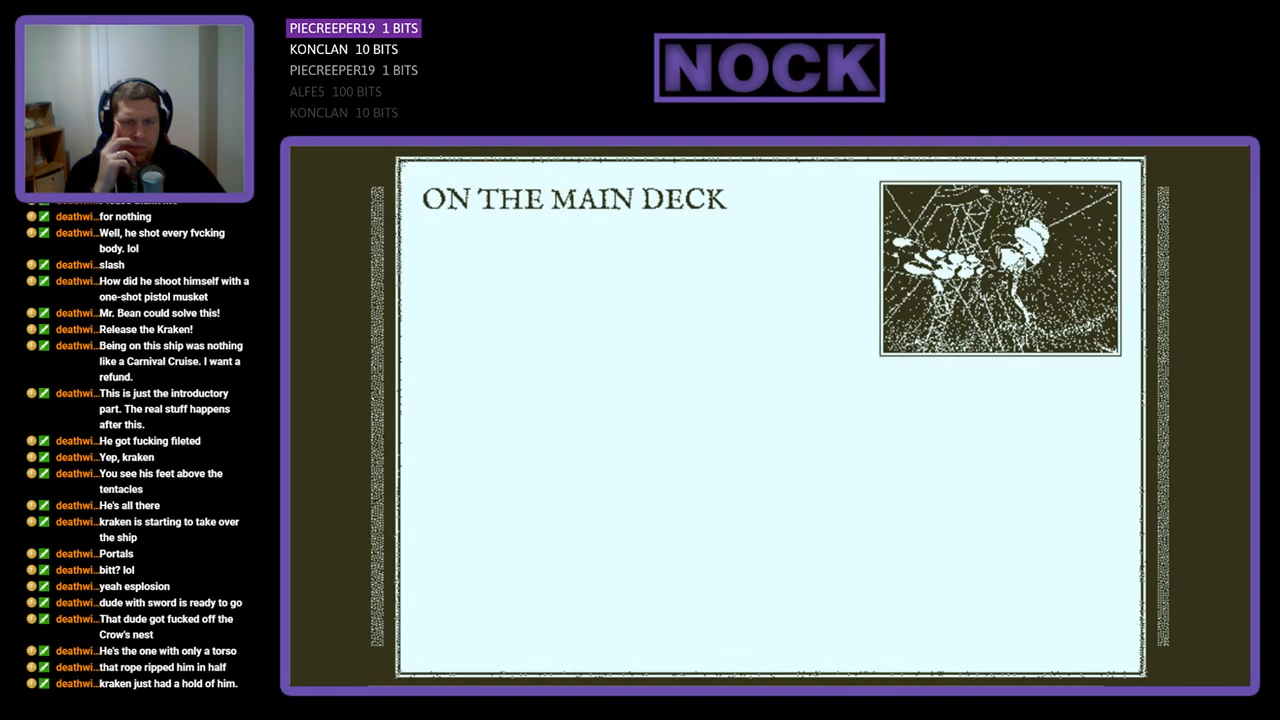 PIECREEPER19 1 BITS
KONCLAN 10 BITS
PIECREEPER19 1 BITS
ALFE5 100 BITS
KONCLAN 10 BITS
NOCK
ON THE MAIN DECK
deathwi... for nothing
deathwi... Well, he shot every fvcking
body. lol
deathwi... slash
deathwi... How did he shoot himself with a
one-shot pistol musket
deathwi... Mr. Bean could solve this!
deathwi... Release the Kraken!
deathwi... Being on this ship was nothing
like a Carnival Cruise. I want a
refund.
deathwi... This is just the introductory
part. The real stuff happens
after this.
deathwi... He got fucking fileted
deathwi... Yep, kraken
deathwi... You see his feet above the
tentacles
deathwi... He's all there
deathwi... kraken is starting to take over
the ship
deathwi... Portals
deathwi... bitt? lol
deathwi... yeah esplosion
deathwi... dude with sword is ready to go
deathwi... That dude got fucked off the
Crow's nest
deathwi... He's the one with only a torso
deathwi... that rope ripped him in half
deathwi... kraken just had a hold of him.